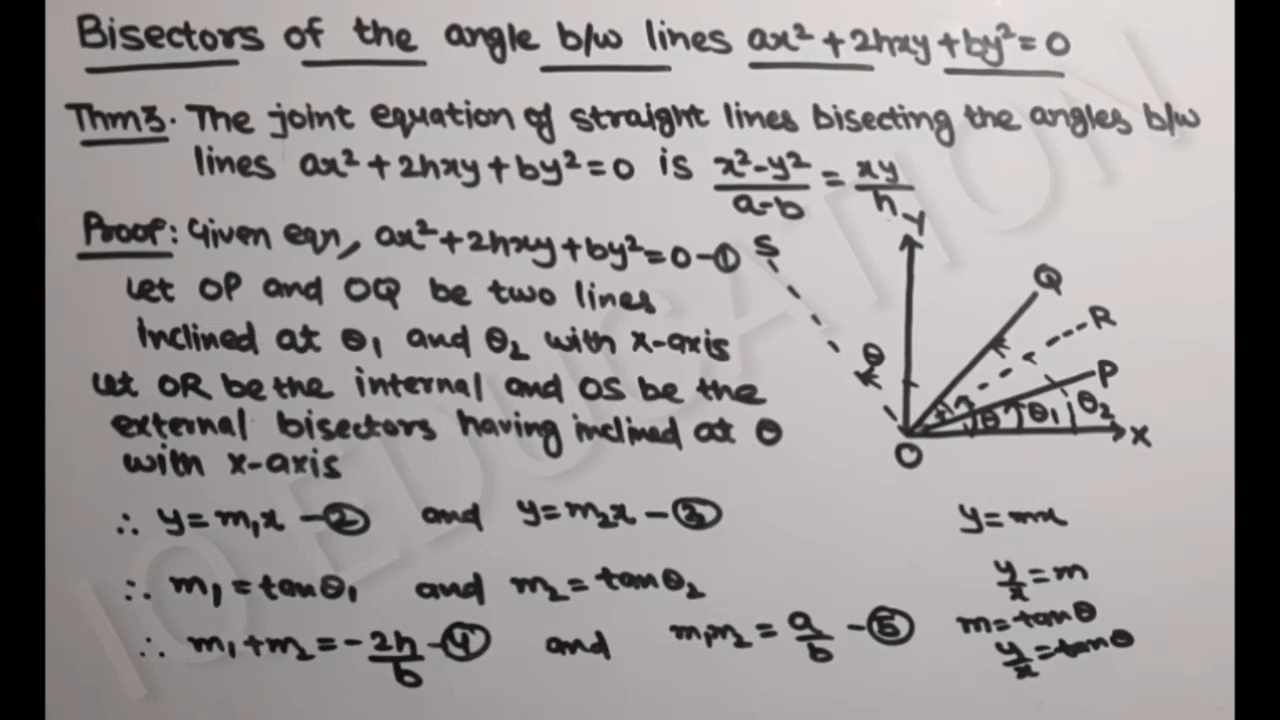 Bisectors of the angle b/w lines ax²+2hxy+by²=0
Thm3. The joint equation of straight lines bisecting the angles b/w
lines ax²+2hxy+by²=0 is x²-y²/a-b = xy/h
Proof: Given eqn, ax²+2hxy+by²=0-①
Let OP and OQ be two lines
inclined at θ₁ and θ₂ with x-axis
Let OR be the internal and OS be the
external bisectors having inclined at θ
with x-axis
∴ y=m₁x -② and y=m₂x -③
∴ m₁=tanθ₁ and m₂=tanθ₂
∴ m₁+m₂=-2h/b -④ and m₁m₂=a/b -⑤
Y
S
Q
R
P
θ
θ θ₁ θ₂
X
O
y=mx
y/x=m
m=tanθ
y/x=tanθ
IQ EDUCATION